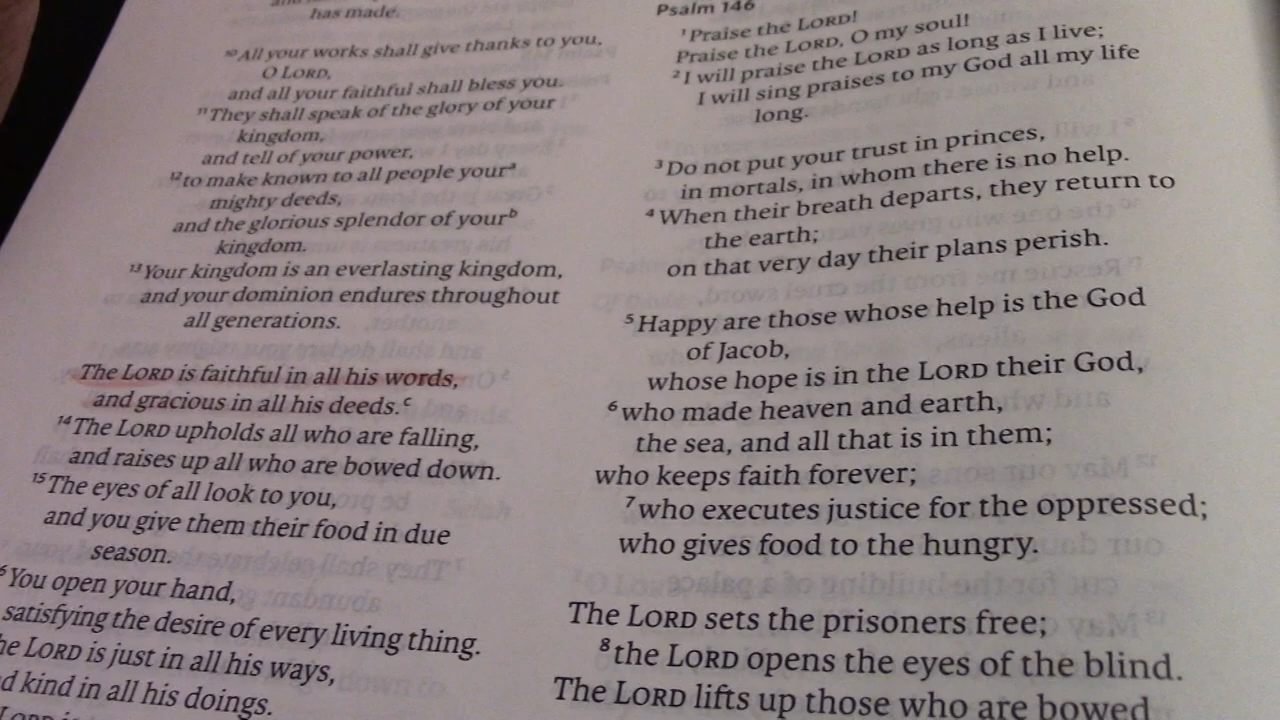 has made.
10 All your works shall give thanks to you,
O LORD,
and all your faithful shall bless you.
11 They shall speak of the glory of your
kingdom,
and tell of your power,
12 to make known to all people your a
mighty deeds,
and the glorious splendor of your b
kingdom.
13 Your kingdom is an everlasting kingdom,
and your dominion endures throughout
all generations.
The LORD is faithful in all his words,
and gracious in all his deeds. c
14 The LORD upholds all who are falling,
and raises up all who are bowed down.
15 The eyes of all look to you,
and you give them their food in due
season.
6 You open your hand,
satisfying the desire of every living thing.
he LORD is just in all his ways,
d kind in all his doings.
Psalm 146
1 Praise the LORD!
Praise the LORD, O my soul!
2 I will praise the LORD as long as I live;
I will sing praises to my God all my life
long.
3 Do not put your trust in princes,
in mortals, in whom there is no help.
4 When their breath departs, they return to
the earth;
on that very day their plans perish.
5 Happy are those whose help is the God
of Jacob,
whose hope is in the LORD their God,
6 who made heaven and earth,
the sea, and all that is in them;
who keeps faith forever;
7 who executes justice for the oppressed;
who gives food to the hungry.
The LORD sets the prisoners free;
8 the LORD opens the eyes of the blind.
The LORD lifts up those who are bowed